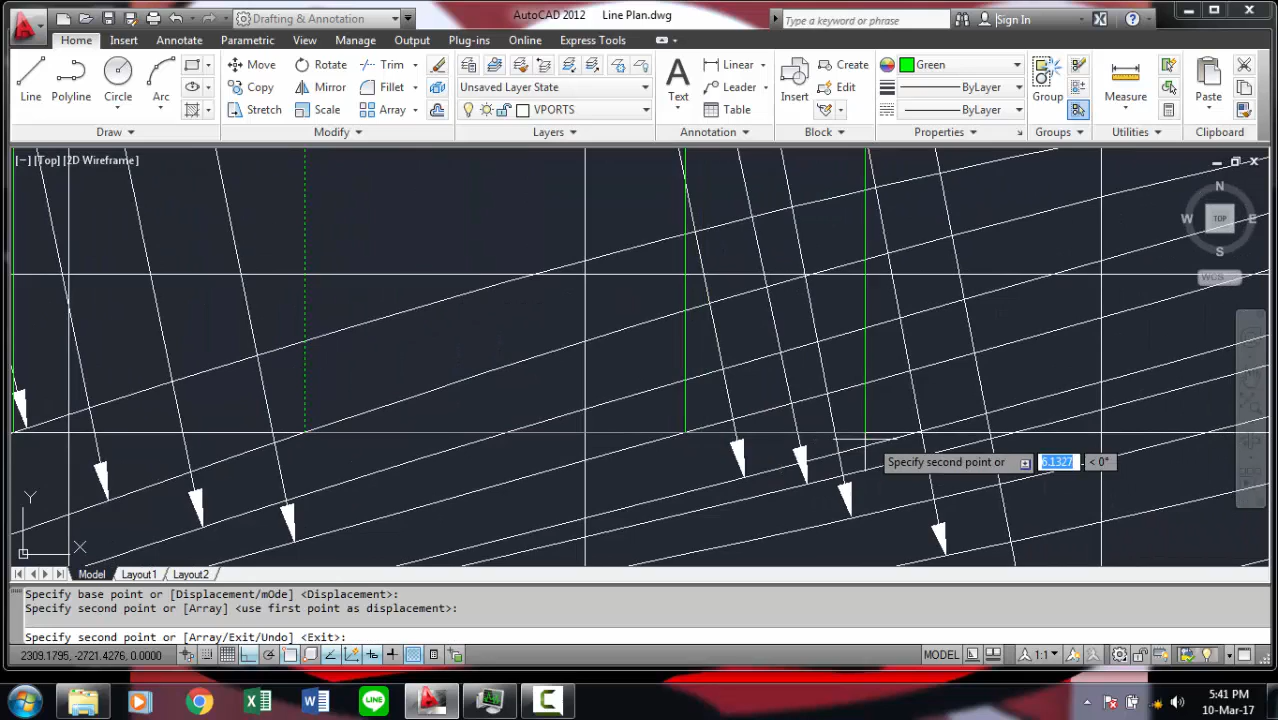 Drafting & Annotation
AutoCAD 2012 Line Plan.dwg
Type a keyword or phrase
Sign In
Home Insert Annotate Parametric View Manage Output Plug-ins Online Express Tools
Line Polyline Circle Arc
Move Rotate Trim
Copy Mirror Fillet
Stretch Scale Array
Unsaved Layer State
VPORTS
Text
Linear
Leader
Table
Insert
Create
Edit
Green
ByLayer
ByLayer
Group
Measure
Paste
Draw Modify Layers Annotation Block Properties Groups Utilities Clipboard
[−] [Top] [2D Wireframe]
N
W TOP E
S
WCS
Specify second point or 6.1327 < 0°
Y
X
Model Layout1 Layout2
Specify base point or [Displacement/mOde] <Displacement>:
Specify second point or [Array] <use first point as displacement>:
Specify second point or [Array/Exit/Undo] <Exit>:
2309.1795, -2721.4276, 0.0000
MODEL
1:1
LINE
5:41 PM
10-Mar-17